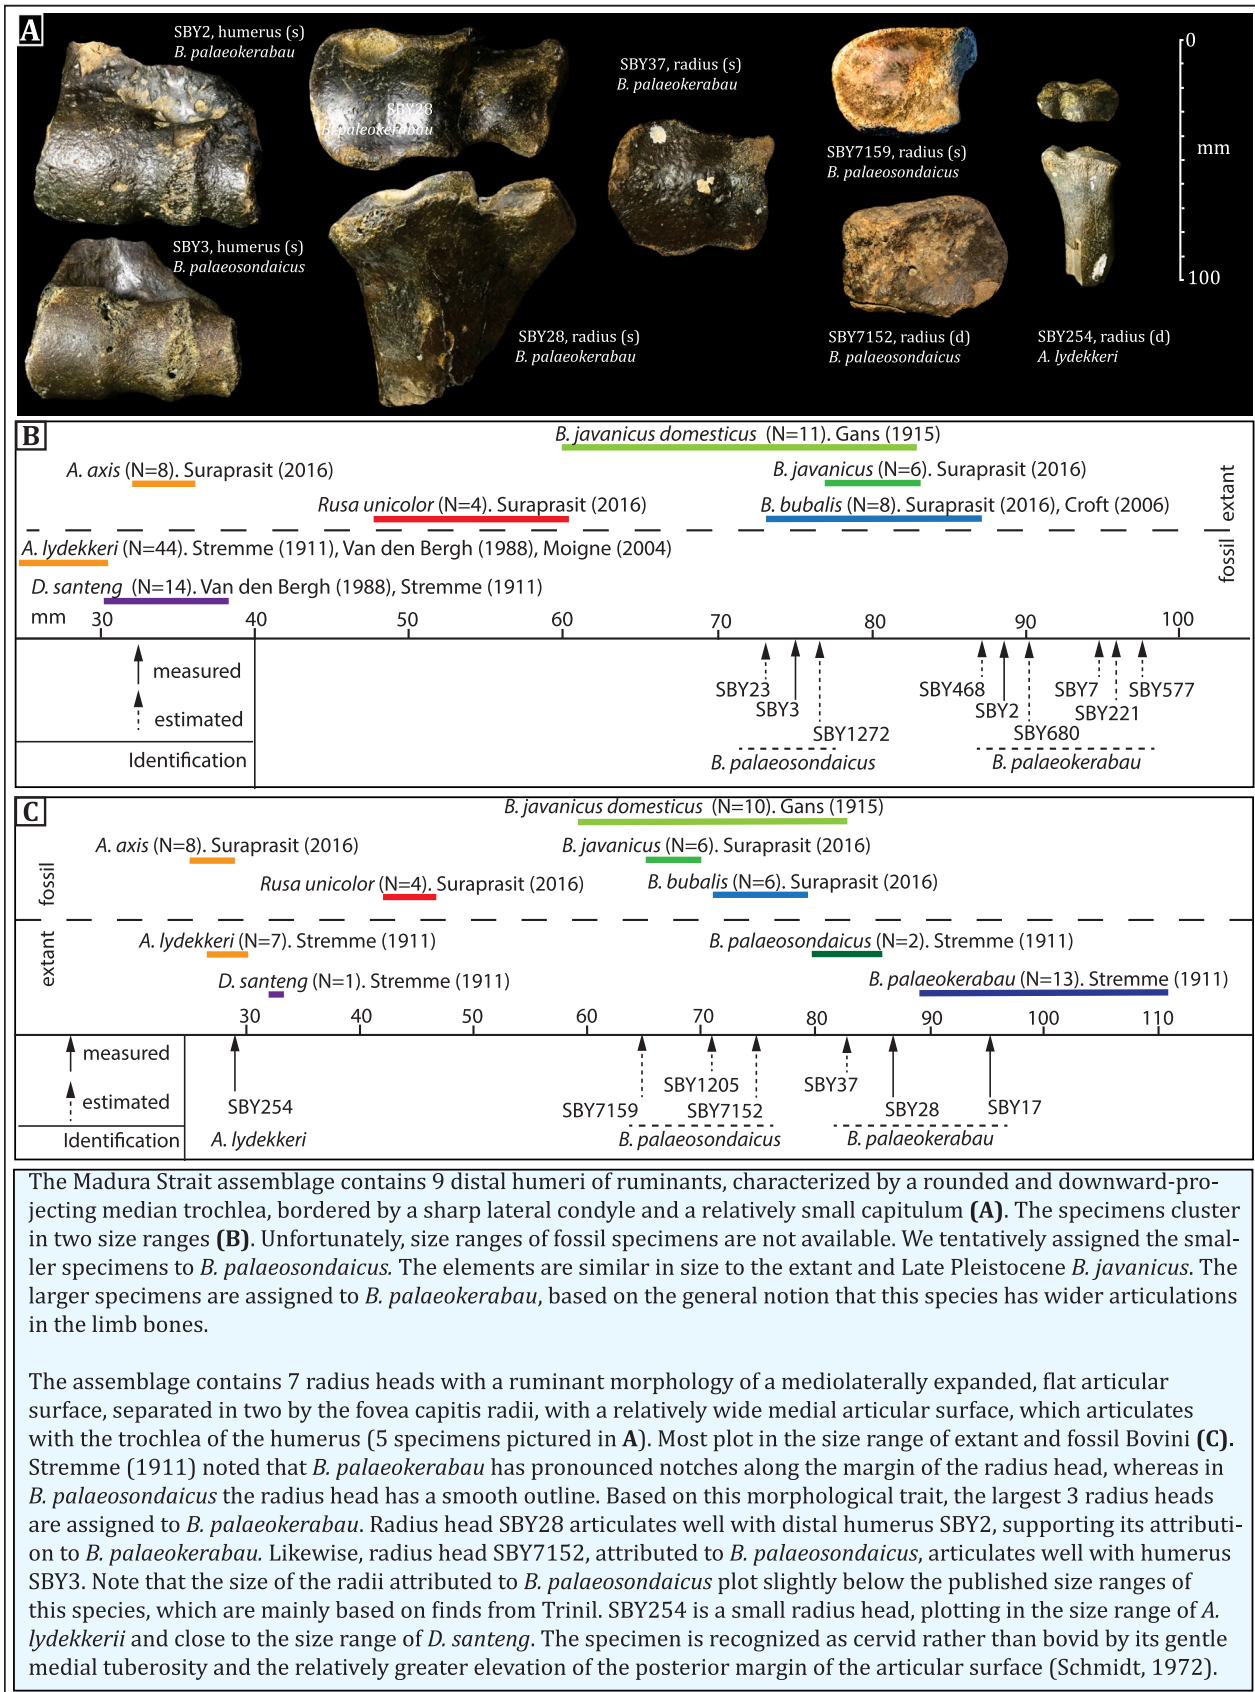 A
SBY2, humerus (s)
B. palaeokerabau
SBY28
B. palaeokerabau
SBY37, radius (s)
B. palaeokerabau
SBY7159, radius (s)
B. palaeosondaicus
0
mm
100
SBY3, humerus (s)
B. palaeosondaicus
SBY28, radius (s)
B. palaeokerabau
SBY7152, radius (d)
B. palaeosondaicus
SBY254, radius (d)
A. lydekkeri
B
B. javanicus domesticus (N=11). Gans (1915)
A. axis (N=8). Suraprasit (2016)
B. javanicus (N=6). Suraprasit (2016)
Rusa unicolor (N=4). Suraprasit (2016)
B. bubalis (N=8). Suraprasit (2016), Croft (2006)
extant
fossil
A. lydekkeri (N=44). Stremme (1911), Van den Bergh (1988), Moigne (2004)
D. santeng (N=14). Van den Bergh (1988), Stremme (1911)
mm 30 40 50 60 70 80 90 100
measured
estimated
Identification
SBY23
SBY3
SBY1272
B. palaeosondaicus
SBY468
SBY2
SBY680
SBY7
SBY221
SBY577
B. palaeokerabau
C
B. javanicus domesticus (N=10). Gans (1915)
A. axis (N=8). Suraprasit (2016)
B. javanicus (N=6). Suraprasit (2016)
Rusa unicolor (N=4). Suraprasit (2016)
B. bubalis (N=6). Suraprasit (2016)
fossil
extant
A. lydekkeri (N=7). Stremme (1911)
B. palaeosondaicus (N=2). Stremme (1911)
D. santeng (N=1). Stremme (1911)
B. palaeokerabau (N=13). Stremme (1911)
30 40 50 60 70 80 90 100 110
measured
estimated
Identification
SBY254
A. lydekkeri
SBY7159
SBY1205
SBY7152
B. palaeosondaicus
SBY37
SBY28
SBY17
B. palaeokerabau
The Madura Strait assemblage contains 9 distal humeri of ruminants, characterized by a rounded and downward-pro-
jecting median trochlea, bordered by a sharp lateral condyle and a relatively small capitulum (A). The specimens cluster
in two size ranges (B). Unfortunately, size ranges of fossil specimens are not available. We tentatively assigned the smal-
ler specimens to B. palaeosondaicus. The elements are similar in size to the extant and Late Pleistocene B. javanicus. The
larger specimens are assigned to B. palaeokerabau, based on the general notion that this species has wider articulations
in the limb bones.
The assemblage contains 7 radius heads with a ruminant morphology of a mediolaterally expanded, flat articular
surface, separated in two by the fovea capitis radii, with a relatively wide medial articular surface, which articulates
with the trochlea of the humerus (5 specimens pictured in A). Most plot in the size range of extant and fossil Bovini (C).
Stremme (1911) noted that B. palaeokerabau has pronounced notches along the margin of the radius head, whereas in
B. palaeosondaicus the radius head has a smooth outline. Based on this morphological trait, the largest 3 radius heads
are assigned to B. palaeokerabau. Radius head SBY28 articulates well with distal humerus SBY2, supporting its attributi-
on to B. palaeokerabau. Likewise, radius head SBY7152, attributed to B. palaeosondaicus, articulates well with humerus
SBY3. Note that the size of the radii attributed to B. palaeosondaicus plot slightly below the published size ranges of
this species, which are mainly based on finds from Trinil. SBY254 is a small radius head, plotting in the size range of A.
lydekkerii and close to the size range of D. santeng. The specimen is recognized as cervid rather than bovid by its gentle
medial tuberosity and the relatively greater elevation of the posterior margin of the articular surface (Schmidt, 1972).